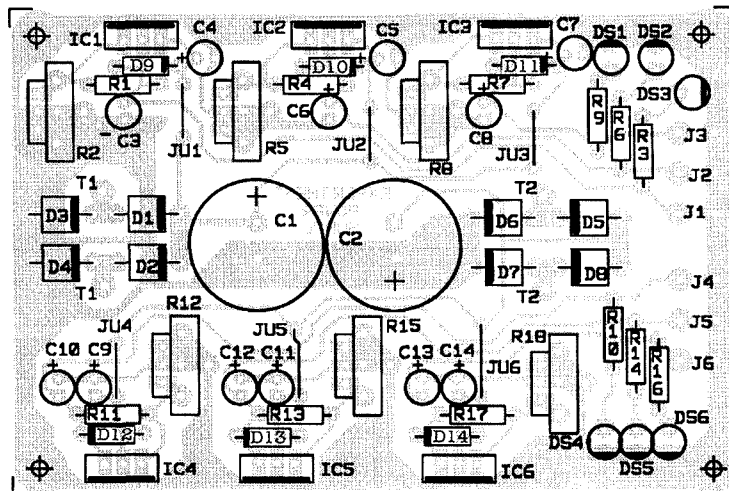 IC1 C4 IC2 C5 IC3 C7 DS1 DS2
D9 D10 D11
R1 R4 R7 DS3
C3 C6 C8 R9 R6 R3 J3
R2 JU1 R5 JU2 R8 JU3 J2
T1 T2
D3 D1 C1 C2 D6 D5 J1
D4 D2 D7 D8
T1 T2 J4
R12 R15 R18 J5
JU4 JU5 JU6 R10 R14 R16
C10 C9 C12 C11 C13 C14 J6
R11 R13 R17
D12 D13 D14 DS4 DS6
IC4 IC5 IC6 DS5